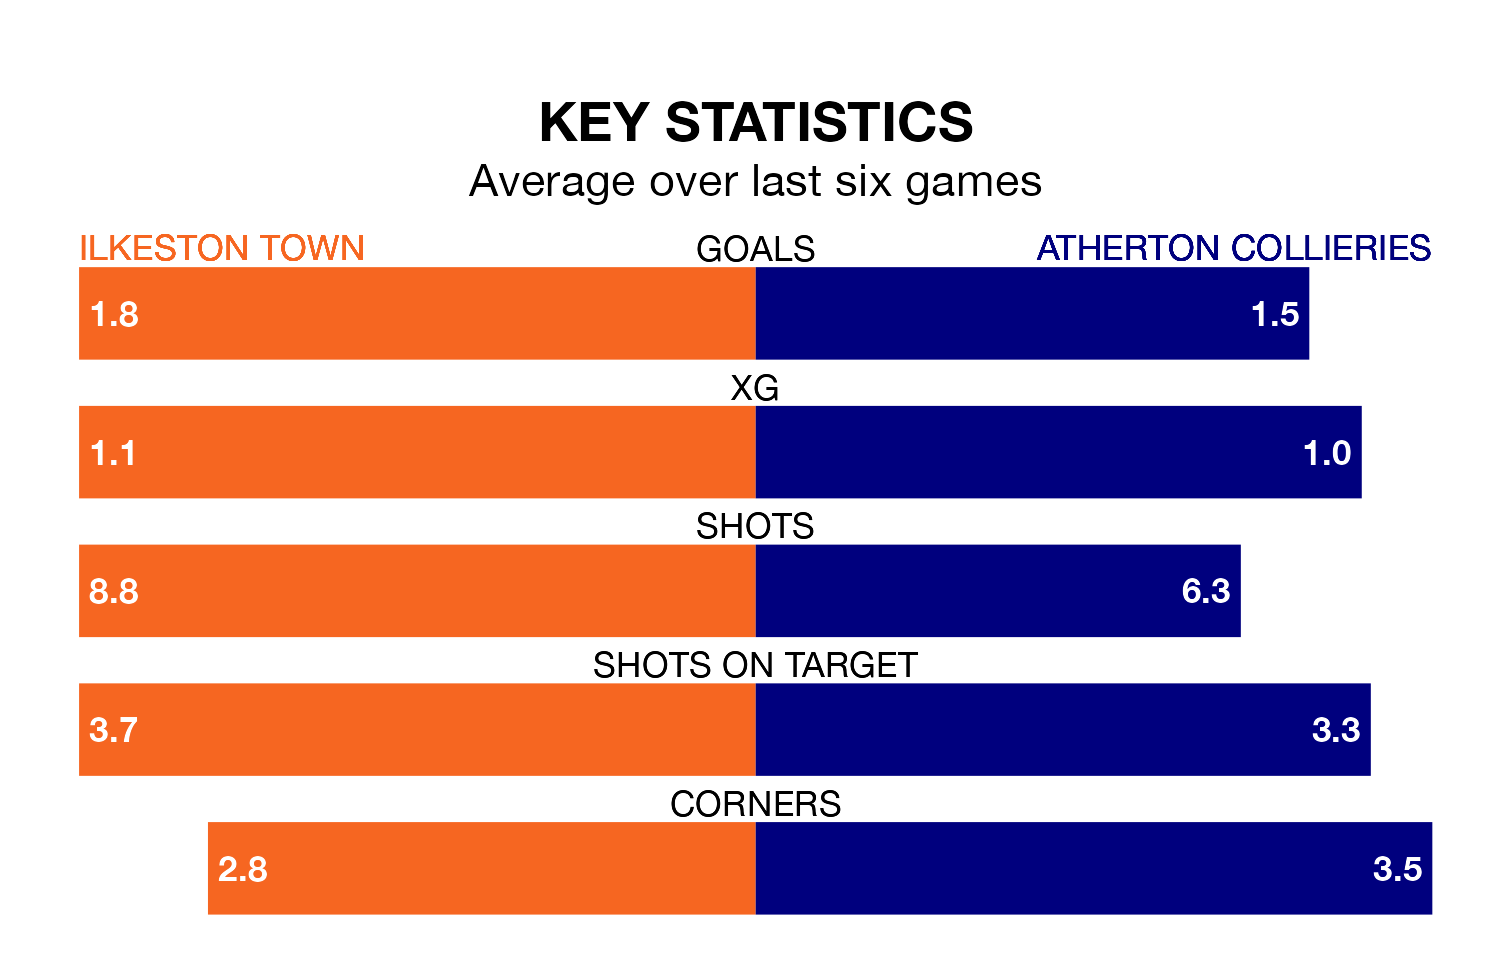 KEY STATISTICS
Average over last six games
ILKESTON TOWN GOALS ATHERTON COLLIERIES
1.8 1.5
XG
1.1 1.0
SHOTS
8.8 6.3
SHOTS ON TARGET
3.7 3.3
CORNERS
2.8 3.5